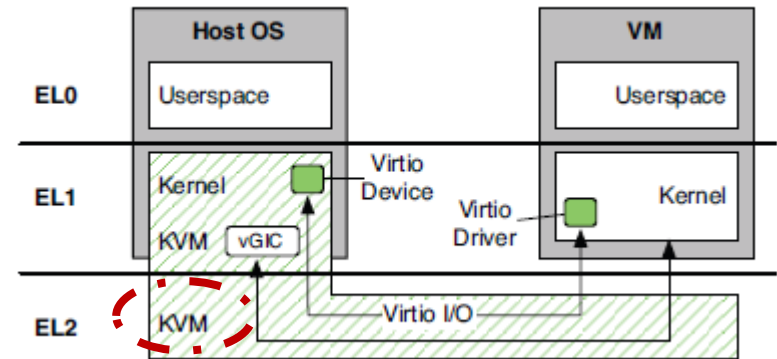 Host OS
VM
EL0
Userspace
Userspace
EL1
Kernel
Virtio
Device
Virtio
Driver
Kernel
KVM
vGIC
EL2
KVM
Virtio I/O